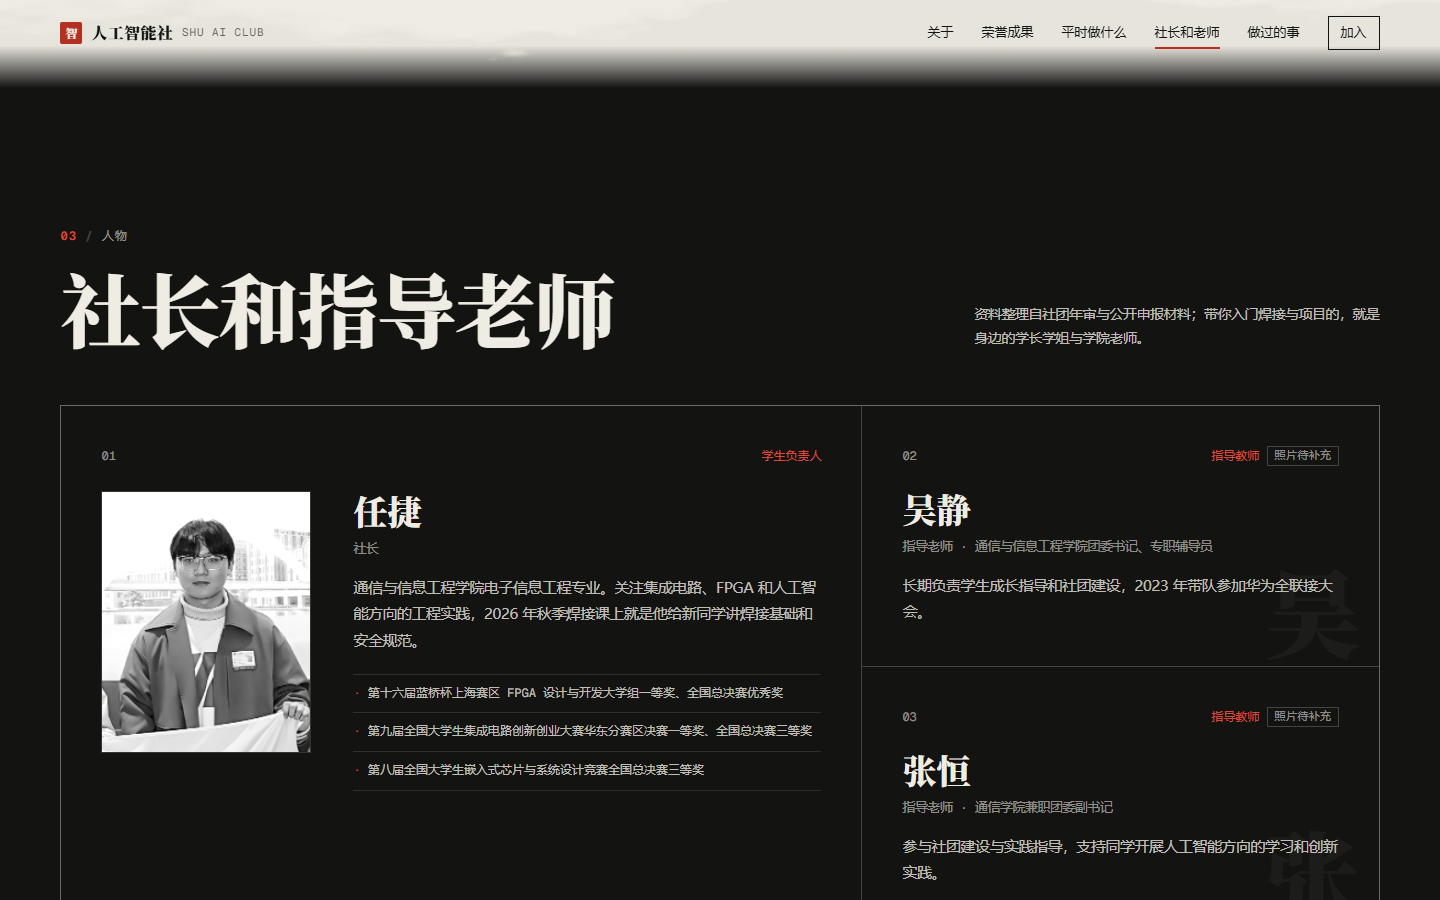 智 人工智能社 SHU AI CLUB
关于 荣誉成果 平时做什么 社长和老师 做过的事 加入
03 / 人物
社长和指导老师
资料整理自社团年审与公开申报材料；带你入门焊接与项目的，就是
身边的学长学姐与学院老师。
01 学生负责人
任捷
社长
通信与信息工程学院电子信息工程专业。关注集成电路、FPGA 和人工智
能方向的工程实践，2026 年秋季焊接课上就是他给新同学讲焊接基础和
安全规范。
· 第十六届蓝桥杯上海赛区 FPGA 设计与开发大学组一等奖、全国总决赛优秀奖
· 第九届全国大学生集成电路创新创业大赛华东分赛区决赛一等奖、全国总决赛三等奖
· 第八届全国大学生嵌入式芯片与系统设计竞赛全国总决赛三等奖
02 指导教师 照片待补充
吴静
指导老师 · 通信与信息工程学院团委书记、专职辅导员
长期负责学生成长指导和社团建设，2023 年带队参加华为全联接大
会。
吴
03 指导教师 照片待补充
张恒
指导老师 · 通信学院兼职团委副书记
参与社团建设与实践指导，支持同学开展人工智能方向的学习和创新
实践。
张